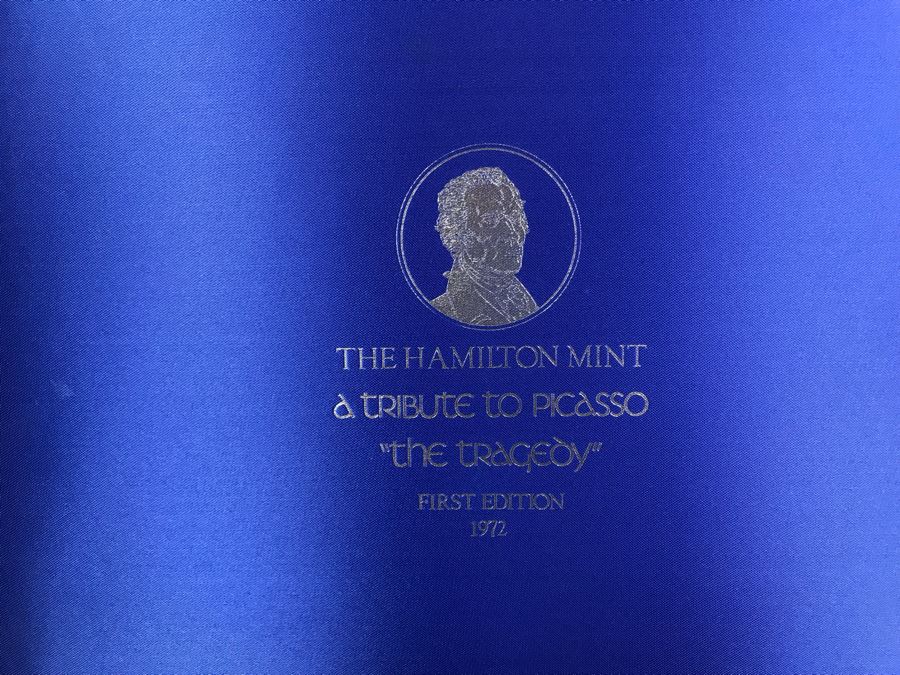 THE HAMILTON MINT
A TRIBUTE TO PICASSO
"THE TRAGEDY"
FIRST EDITION
1972